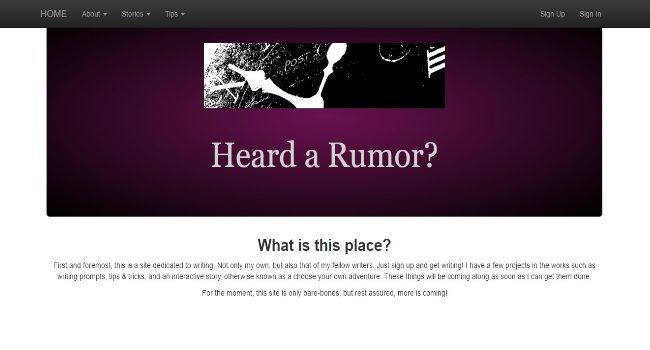 HOME About Stories Tips Sign Up Sign In
POST
Heard a Rumor?
What is this place?
First and foremost, this is a site dedicated to writing. Not only my own, but also that of my fellow writers. Just sign up and get writing! I have a few projects in the works such as
writing prompts, tips & tricks, and an interactive story, otherwise known as a choose your own adventure. These things will be coming along as soon as I can get them done.
For the moment, this site is only bare-bones, but rest assured, more is coming!